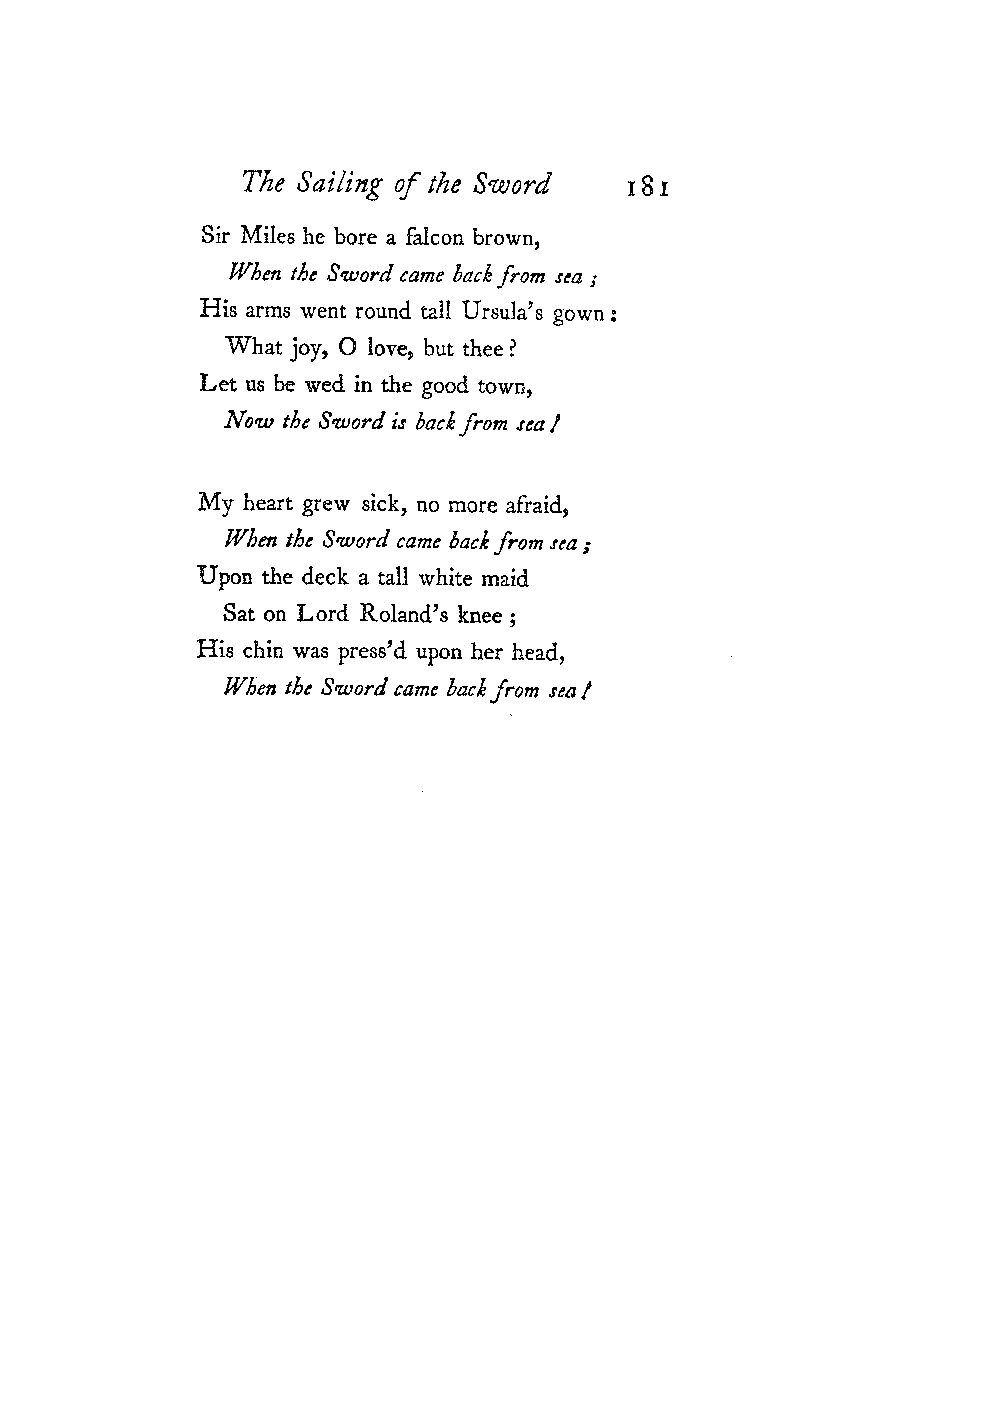 The Sailing of the Sword 181
Sir Miles he bore a falcon brown,
When the Sword came back from sea ;
His arms went round tall Ursula's gown :
What joy, O love, but thee ?
Let us be wed in the good town,
Now the Sword is back from sea !
My heart grew sick, no more afraid,
When the Sword came back from sea ;
Upon the deck a tall white maid
Sat on Lord Roland's knee ;
His chin was press'd upon her head,
When the Sword came back from sea !